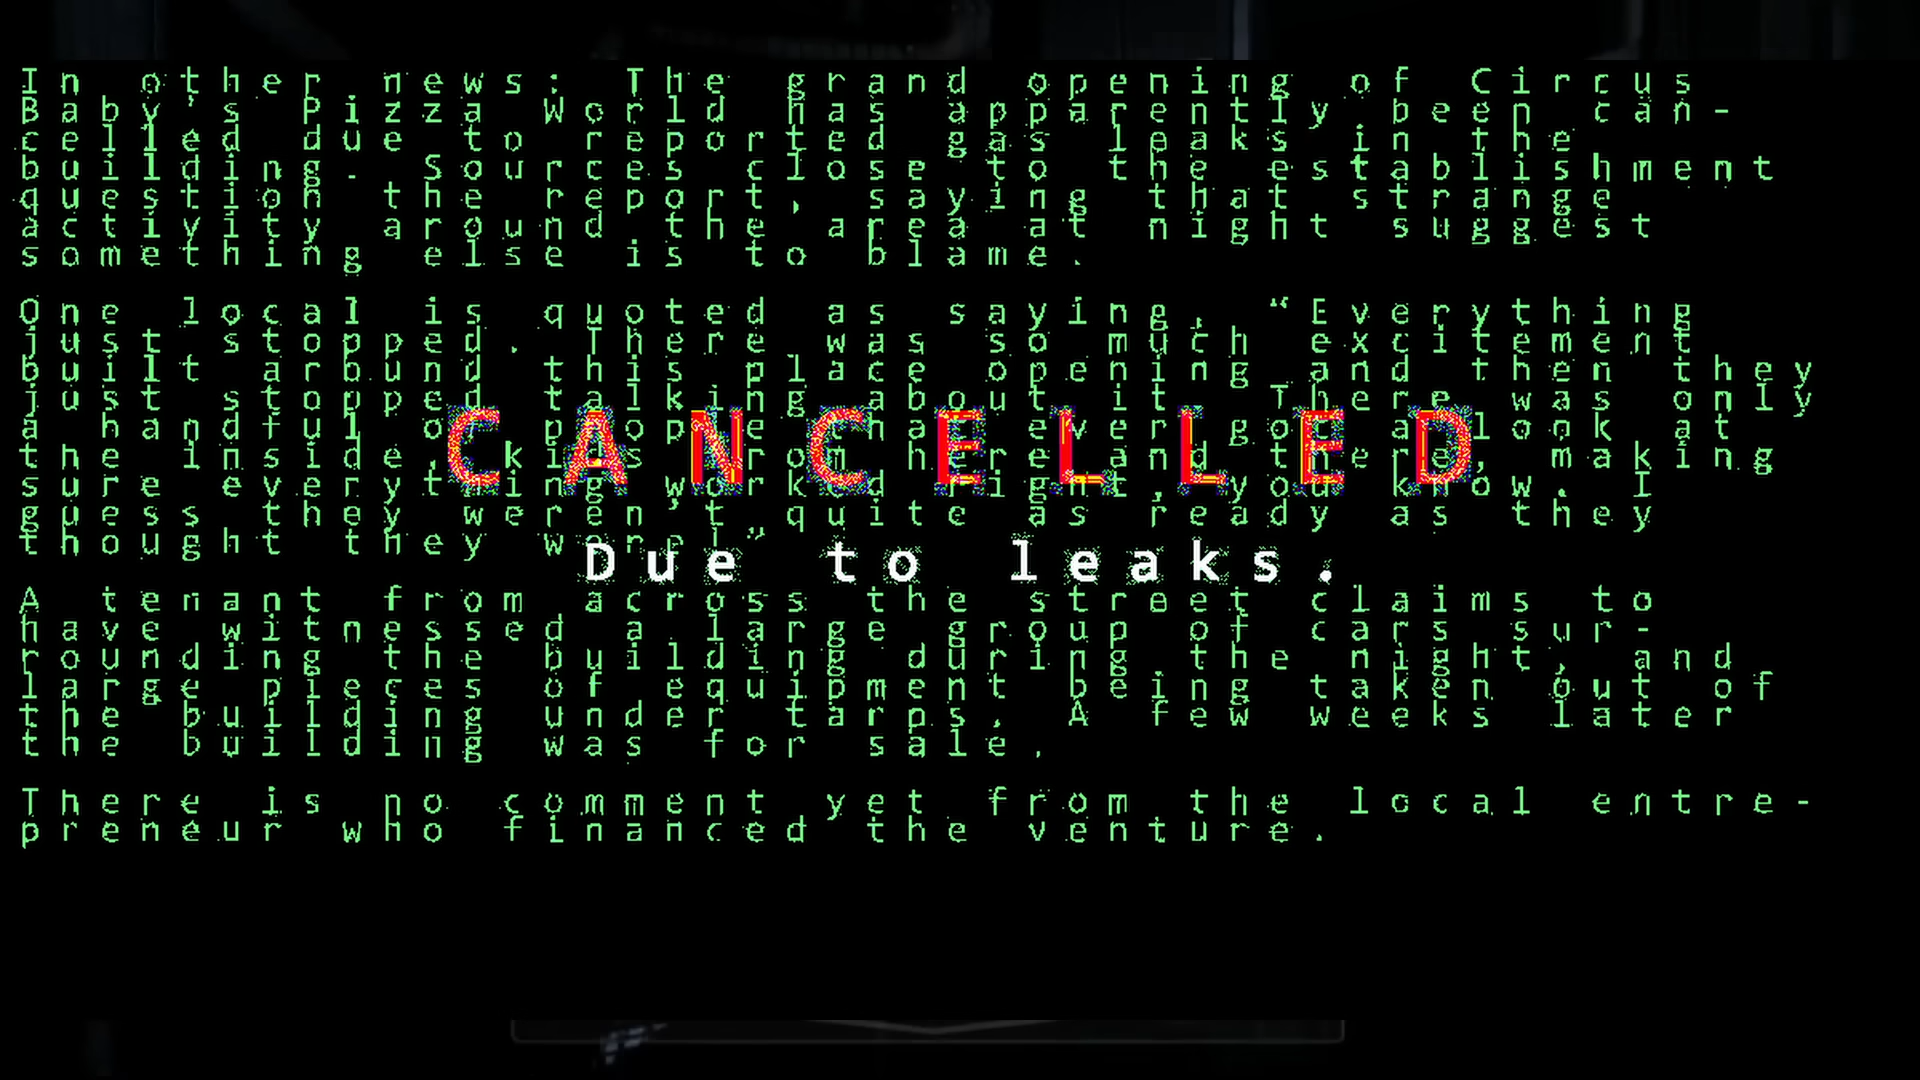 In other news: The grand opening of Circus
Baby's Pizza World has apparently been can-
celled due to reported gas leaks in the
building. Sources close to the establishment
question the report, saying that strange
activity around the area at night suggest
something else is to blame.
One local is quoted as saying, “Everything
just stopped. There was so much excitement
built around this place opening and then they
just stopped talking about it. There was only
a handful of people that ever got a look at
the inside, making
sure everything I
guess they weren't quite as ready as they
thought they were.”
CANCELLED
Due to leaks.
A tenant from across the street claims to
have witnessed a large group of cars sur-
rounding the building during the night, and
large pieces of equipment being taken out of
the building under tarps. A few weeks later
the building was for sale.
There is no comment yet from the local entre-
preneur who financed the venture.